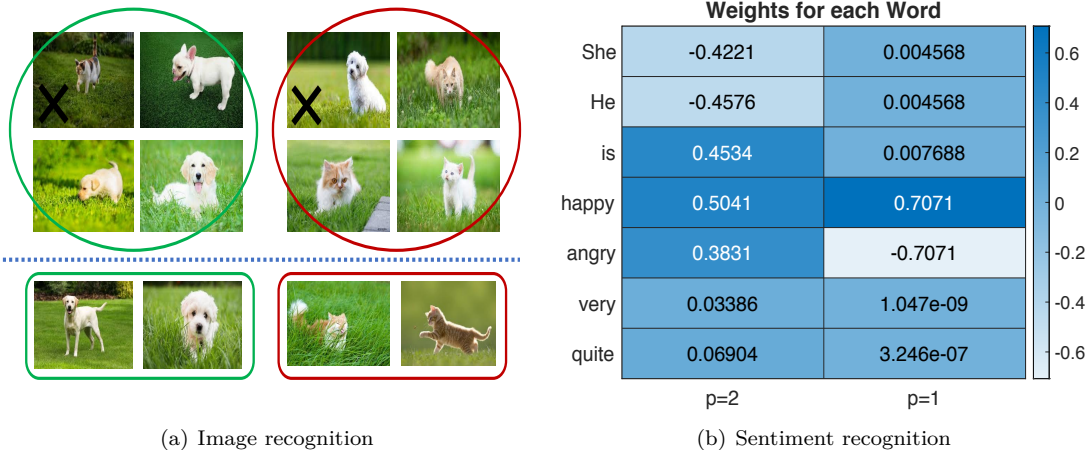 Weights for each Word
She -0.4221 0.004568
He -0.4576 0.004568
is 0.4534 0.007688
happy 0.5041 0.7071
angry 0.3831 -0.7071
very 0.03386 1.047e-09
quite 0.06904 3.246e-07
p=2 p=1
0.6
0.4
0.2
0
-0.2
-0.4
-0.6
(a) Image recognition
(b) Sentiment recognition